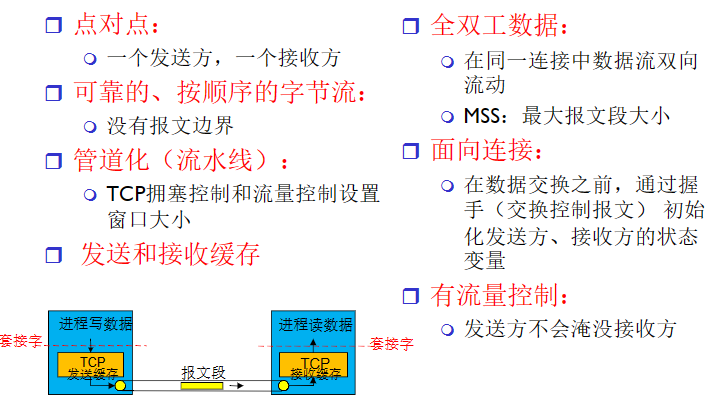 点对点：
一个发送方，一个接收方
可靠的、按顺序的字节流：
没有报文边界
管道化（流水线）：
TCP拥塞控制和流量控制设置
窗口大小
发送和接收缓存
全双工数据：
在同一连接中数据流双向
流动
MSS：最大报文段大小
面向连接：
在数据交换之前，通过握
手（交换控制报文） 初始
化发送方、接收方的状态
变量
有流量控制：
发送方不会淹没接收方
进程写数据
套接字
TCP
发送缓存
报文段
进程读数据
套接字
TCP
接收缓存